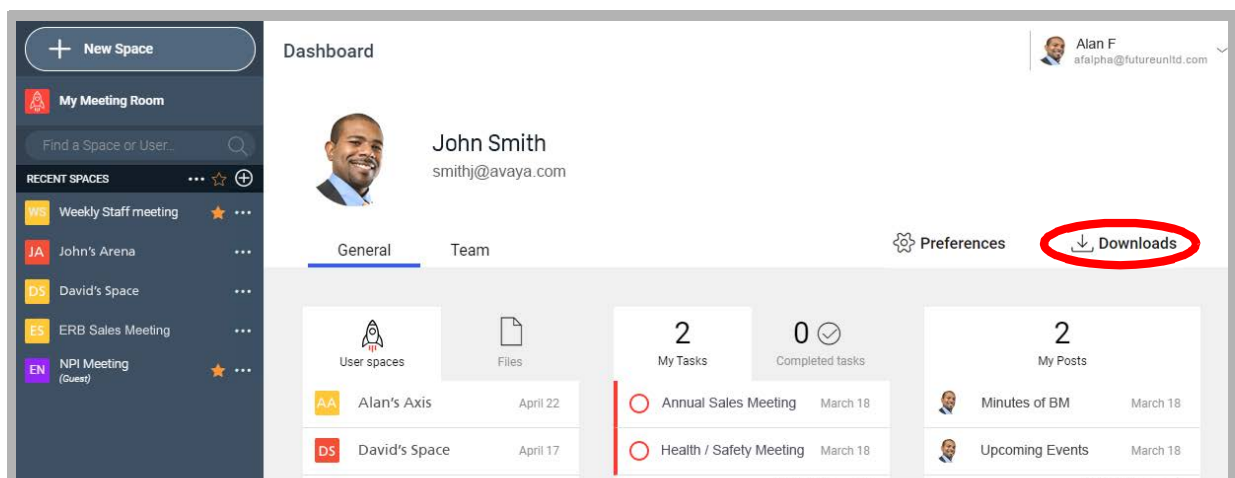 New Space
My Meeting Room
Find a Space or User...
RECENT SPACES
WS Weekly Staff meeting
JA John's Arena
DS David's Space
ES ERB Sales Meeting
EN NPI Meeting
(Guest)
Dashboard
Alan F
afalpha@futureunltd.com
John Smith
smithj@avaya.com
General Team
Preferences Downloads
User spaces Files
AA Alan's Axis April 22
DS David's Space April 17
2 0
My Tasks Completed tasks
Annual Sales Meeting March 18
Health / Safety Meeting March 18
2
My Posts
Minutes of BM March 18
Upcoming Events March 18